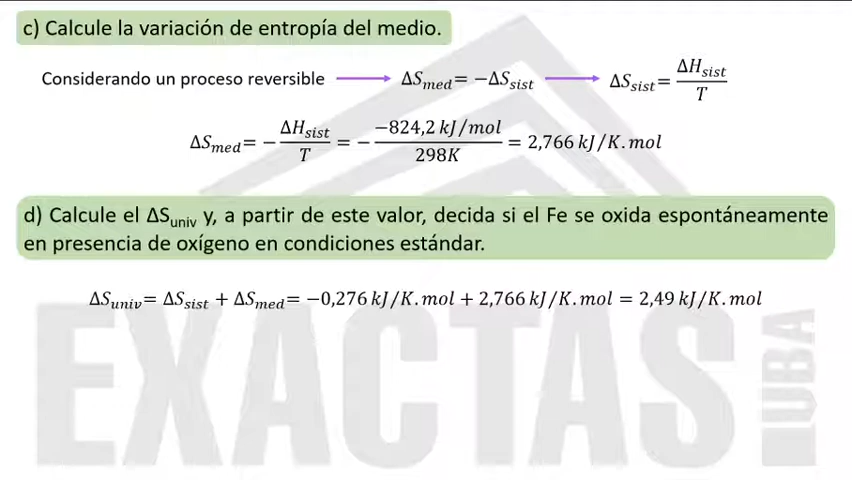 c) Calcule la variación de entropía del medio.
Considerando un proceso reversible ⟶ ΔS_med = −ΔS_sist ⟶ ΔS_sist = ΔH_sist / T
ΔS_med = − ΔH_sist / T = − −824,2 kJ/mol / 298K = 2,766 kJ/K.mol
d) Calcule el ΔS_univ y, a partir de este valor, decida si el Fe se oxida espontáneamente
en presencia de oxígeno en condiciones estándar.
ΔS_univ = ΔS_sist + ΔS_med = −0,276 kJ/K.mol + 2,766 kJ/K.mol = 2,49 kJ/K.mol
EXACTAS
UBA